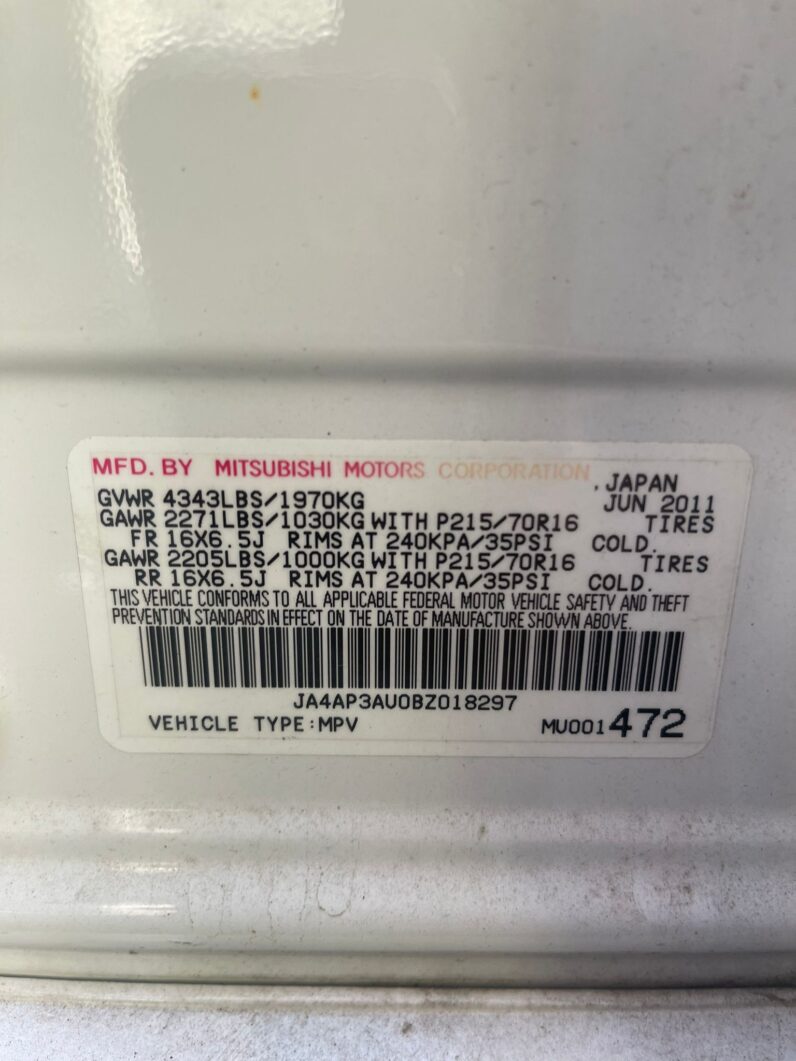 MFD. BY MITSUBISHI MOTORS CORPORATION , JAPAN
GVWR 4343LBS/1970KG JUN 2011
GAWR 2271LBS/1030KG WITH P215/70R16 TIRES
FR 16X6.5J RIMS AT 240KPA/35PSI COLD.
GAWR 2205LBS/1000KG WITH P215/70R16 TIRES
RR 16X6.5J RIMS AT 240KPA/35PSI COLD.
THIS VEHICLE CONFORMS TO ALL APPLICABLE FEDERAL MOTOR VEHICLE SAFETY AND THEFT
PREVENTION STANDARDS IN EFFECT ON THE DATE OF MANUFACTURE SHOWN ABOVE.
JA4AP3AU0BZ018297
VEHICLE TYPE:MPV MU001472